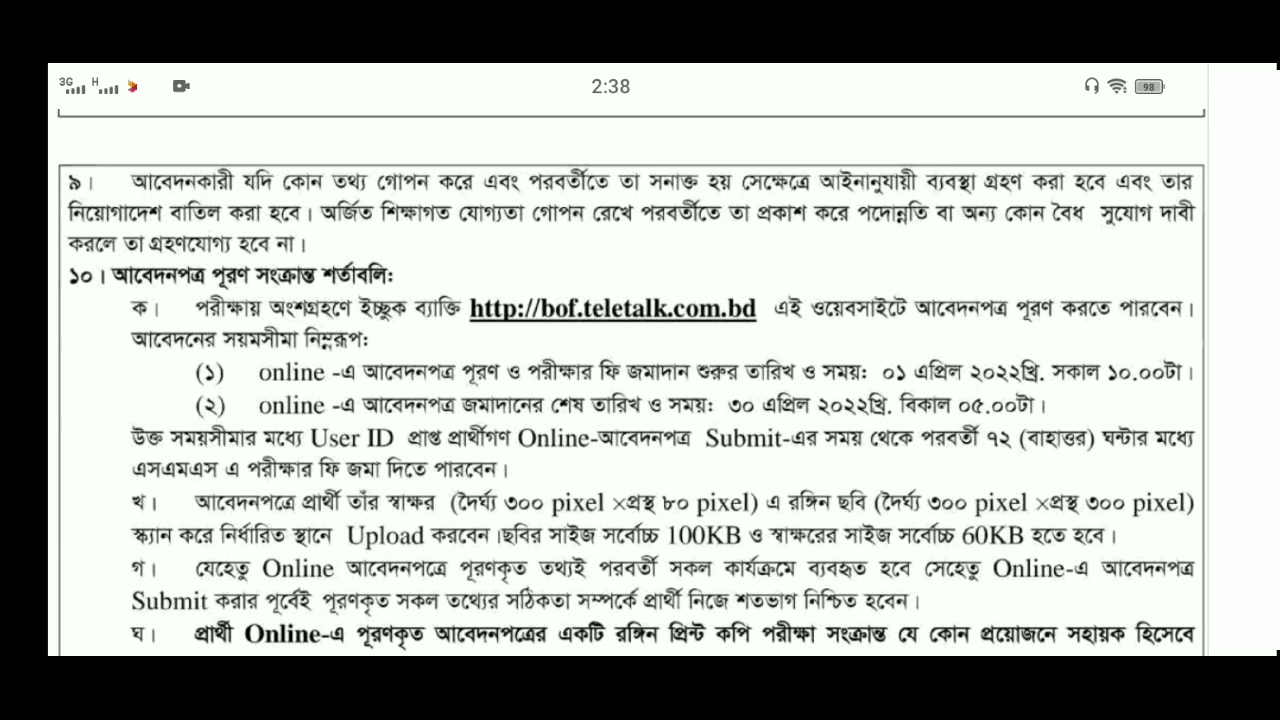 3G H 2:38 98
৯। আবেদনকারী যদি কোন তথ্য গোপন করে এবং পরবর্তীতে তা সনাক্ত হয় সেক্ষেত্রে আইনানুযায়ী ব্যবস্থা গ্রহণ করা হবে এবং তার
নিয়োগাদেশ বাতিল করা হবে। অর্জিত শিক্ষাগত যোগ্যতা গোপন রেখে পরবর্তীতে তা প্রকাশ করে পদোন্নতি বা অন্য কোন বৈধ সুযোগ দাবী
করলে তা গ্রহণযোগ্য হবে না।
১০। আবেদনপত্র পূরণ সংক্রান্ত শর্তাবলি:
ক। পরীক্ষায় অংশগ্রহণে ইচ্ছুক ব্যাক্তি http://bof.teletalk.com.bd এই ওয়েবসাইটে আবেদনপত্র পূরণ করতে পারবেন।
আবেদনের সয়মসীমা নিম্নরূপ:
(১) online -এ আবেদনপত্র পূরণ ও পরীক্ষার ফি জমাদান শুরুর তারিখ ও সময়: ০১ এপ্রিল ২০২২খ্রি. সকাল ১০.০০টা।
(২) online -এ আবেদনপত্র জমাদানের শেষ তারিখ ও সময়: ৩০ এপ্রিল ২০২২খ্রি. বিকাল ০৫.০০টা।
উক্ত সময়সীমার মধ্যে User ID প্রাপ্ত প্রার্থীগণ Online-আবেদনপত্র Submit-এর সময় থেকে পরবর্তী ৭২ (বাহাত্তর) ঘন্টার মধ্যে
এসএমএস এ পরীক্ষার ফি জমা দিতে পারবেন।
খ। আবেদনপত্রে প্রার্থী তাঁর স্বাক্ষর (দৈর্ঘ্য ৩০০ pixel ×প্রস্থ ৮০ pixel) এ রঙ্গিন ছবি (দৈর্ঘ্য ৩০০ pixel ×প্রস্থ ৩০০ pixel)
স্ক্যান করে নির্ধারিত স্থানে Upload করবেন।ছবির সাইজ সর্বোচ্চ 100KB ও স্বাক্ষরের সাইজ সর্বোচ্চ 60KB হতে হবে।
গ। যেহেতু Online আবেদনপত্রে পূরণকৃত তথ্যই পরবর্তী সকল কার্যক্রমে ব্যবহৃত হবে সেহেতু Online-এ আবেদনপত্র
Submit করার পূর্বেই পূরণকৃত সকল তথ্যের সঠিকতা সম্পর্কে প্রার্থী নিজে শতভাগ নিশ্চিত হবেন।
ঘ। প্রার্থী Online-এ পূরণকৃত আবেদনপত্রের একটি রঙ্গিন প্রিন্ট কপি পরীক্ষা সংক্রান্ত যে কোন প্রয়োজনে সহায়ক হিসেবে